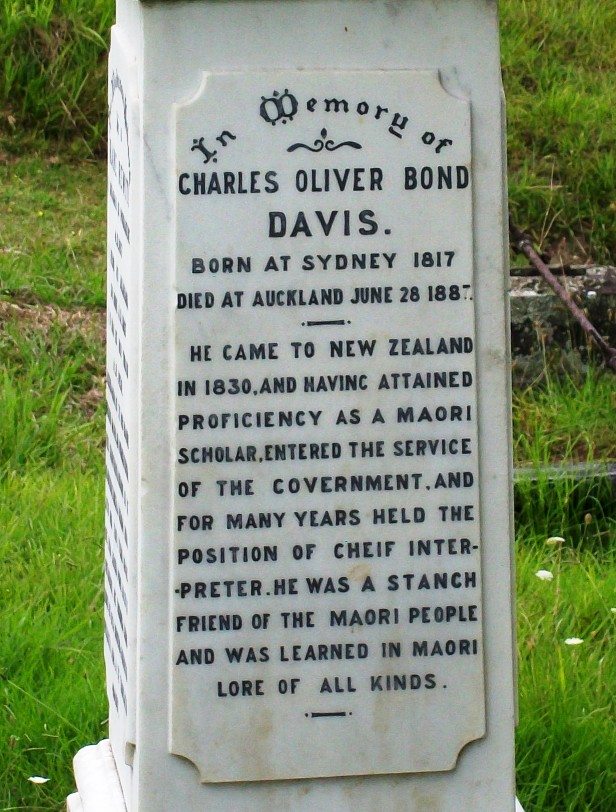 In Memory of
CHARLES OLIVER BOND
DAVIS.
BORN AT SYDNEY 1817
DIED AT AUCKLAND JUNE 28 1887.
HE CAME TO NEW ZEALAND
IN 1830, AND HAVING ATTAINED
PROFICIENCY AS A MAORI
SCHOLAR, ENTERED THE SERVICE
OF THE GOVERNMENT, AND
FOR MANY YEARS HELD THE
POSITION OF CHEIF INTER-
-PRETER. HE WAS A STANCH
FRIEND OF THE MAORI PEOPLE
AND WAS LEARNED IN MAORI
LORE OF ALL KINDS.